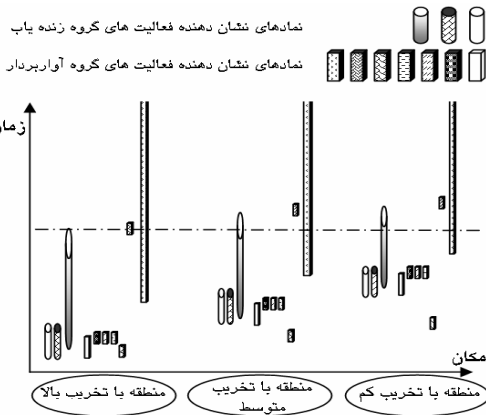 نمادهای نشان دهنده فعالیت های گروه زنده یاب
نمادهای نشان دهنده فعالیت های گروه آواربردار
زمان
مکان
منطقه با تخریب کم
منطقه با تخریب
متوسط
منطقه با تخریب بالا